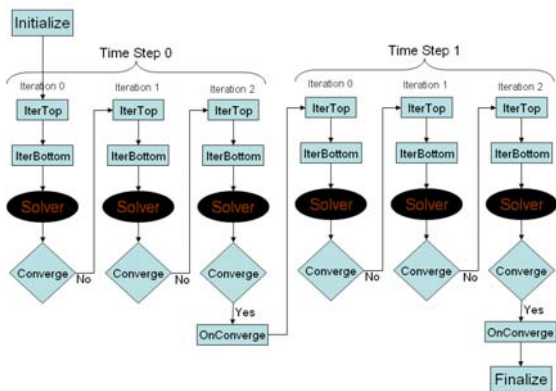 Initialize
Time Step 0
Time Step 1
Iteration 0
Iteration 1
Iteration 2
Iteration 0
Iteration 1
Iteration 2
IterTop
IterTop
IterTop
IterTop
IterTop
IterTop
IterBottom
IterBottom
IterBottom
IterBottom
IterBottom
IterBottom
Solver
Solver
Solver
Solver
Solver
Solver
Converge
No
Converge
No
Converge
Converge
No
Converge
No
Converge
Yes
Yes
OnConverge
OnConverge
Finalize